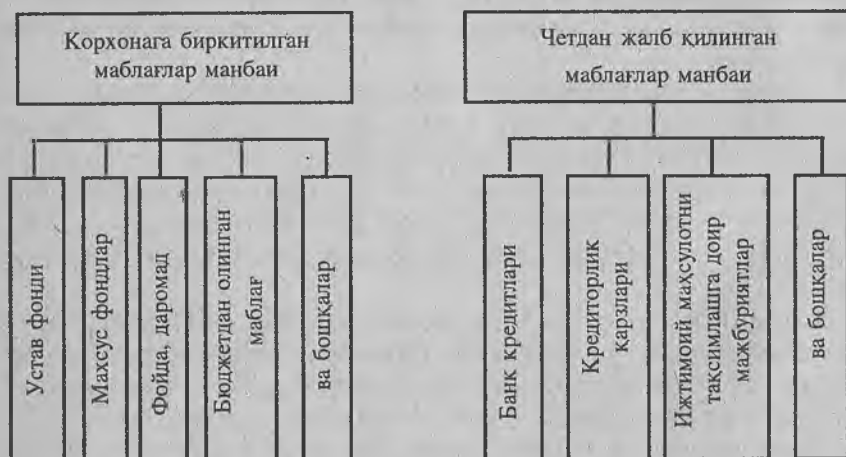 Корхонага биркитилган
маблағлар манбаи
Четдан жалб қилинган
маблағлар манбаи
Устав фонди
Махсус фондлар
Фойда, даромад
Бюджетдан олинган
маблағ
ва бошқалар
Банк кредитлари
Кредиторлик
қарзлари
Ижтимоий маҳсулотни
тақсимлашга доир
мажбуриятлар
ва бошқалар